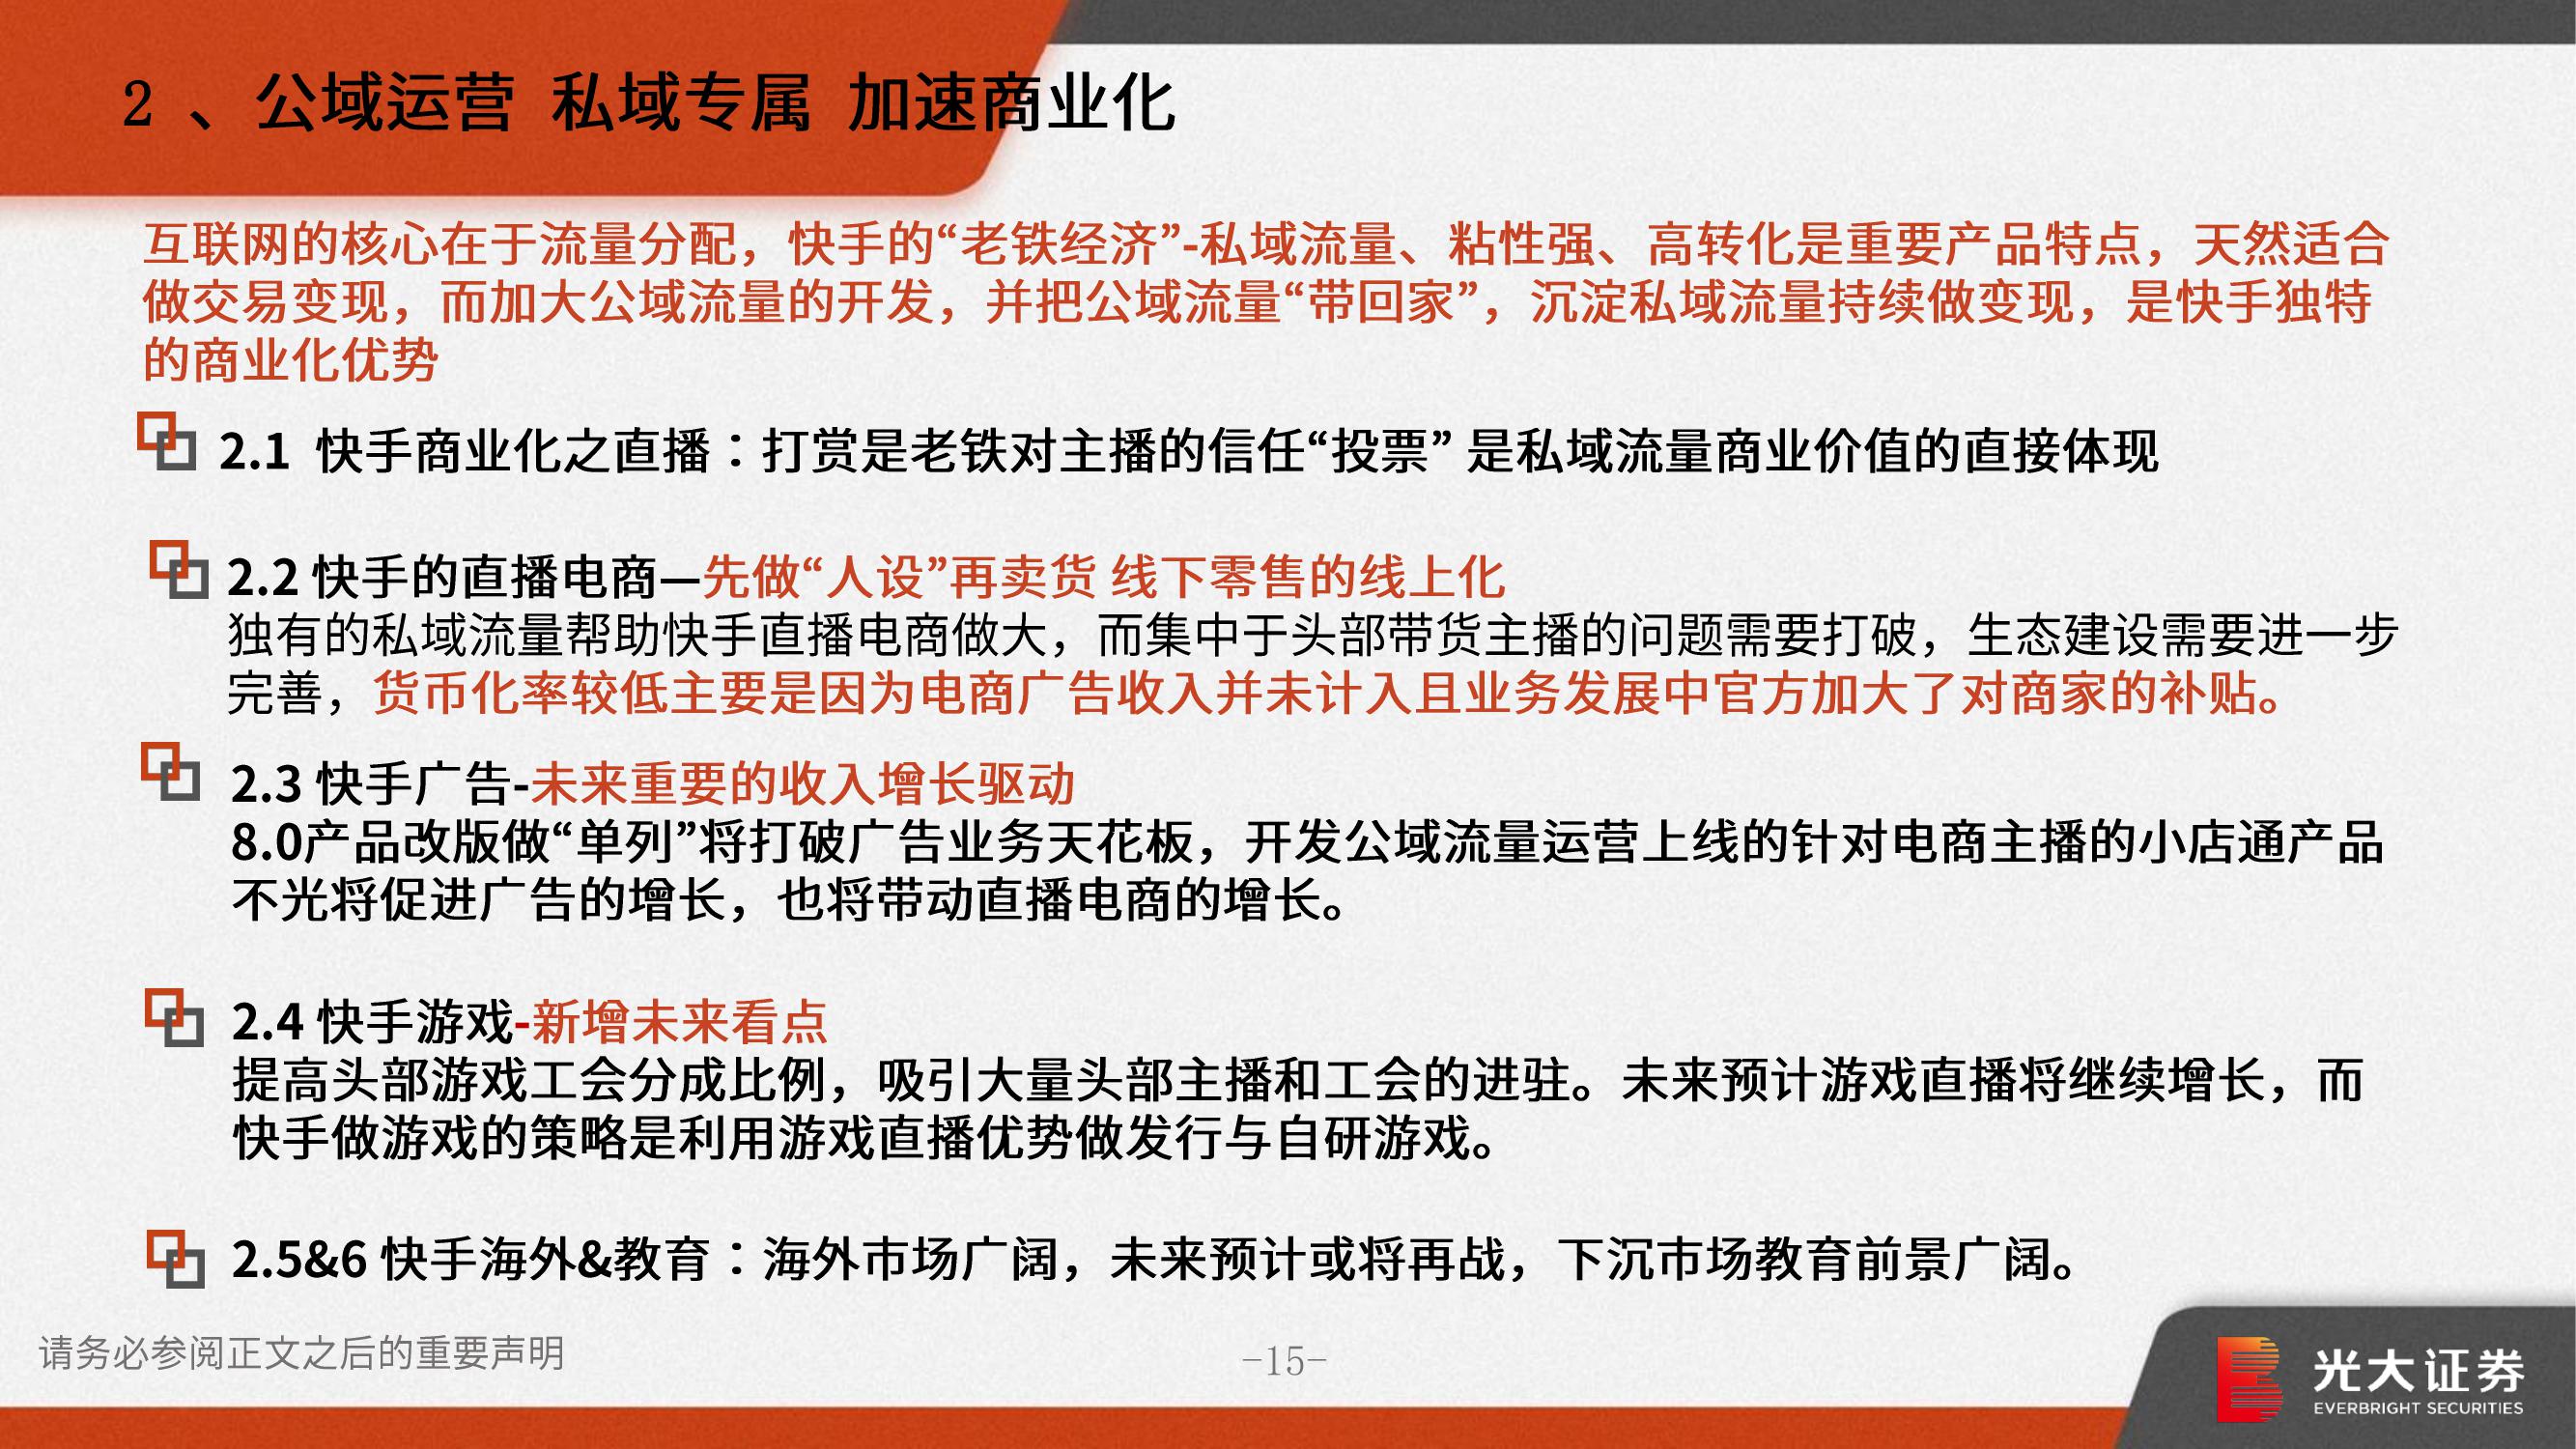 2 、公域运营 私域专属 加速商业化
互联网的核心在于流量分配，快手的“老铁经济”-私域流量、粘性强、高转化是重要产品特点，天然适合
做交易变现，而加大公域流量的开发，并把公域流量“带回家”，沉淀私域流量持续做变现，是快手独特
的商业化优势
2.1 快手商业化之直播：打赏是老铁对主播的信任“投票” 是私域流量商业价值的直接体现
2.2 快手的直播电商—先做“人设”再卖货 线下零售的线上化
独有的私域流量帮助快手直播电商做大，而集中于头部带货主播的问题需要打破，生态建设需要进一步
完善，货币化率较低主要是因为电商广告收入并未计入且业务发展中官方加大了对商家的补贴。
2.3 快手广告-未来重要的收入增长驱动
8.0产品改版做“单列”将打破广告业务天花板，开发公域流量运营上线的针对电商主播的小店通产品
不光将促进广告的增长，也将带动直播电商的增长。
2.4 快手游戏-新增未来看点
提高头部游戏工会分成比例，吸引大量头部主播和工会的进驻。未来预计游戏直播将继续增长，而
快手做游戏的策略是利用游戏直播优势做发行与自研游戏。
2.5&6 快手海外&教育：海外市场广阔，未来预计或将再战，下沉市场教育前景广阔。
请务必参阅正文之后的重要声明
-15-
光大证券
EVERBRIGHT SECURITIES